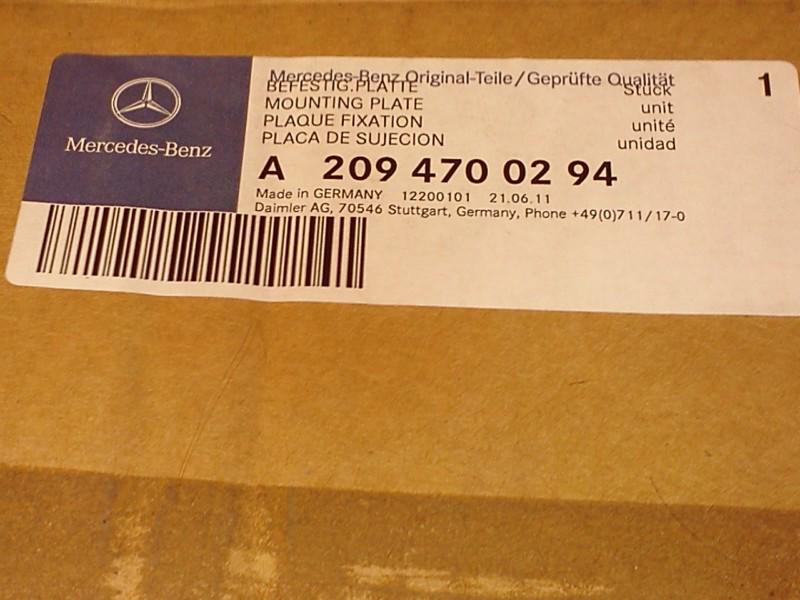 Mercedes-Benz
Mercedes-Benz Original-Teile/Geprüfte Qualität
BEFESTIG.PLATTE Stück 1
MOUNTING PLATE unit
PLAQUE FIXATION unité
PLACA DE SUJECION unidad
A 209 470 02 94
Made in GERMANY 12200101 21.06.11
Daimler AG, 70546 Stuttgart, Germany, Phone +49(0)711/17-0